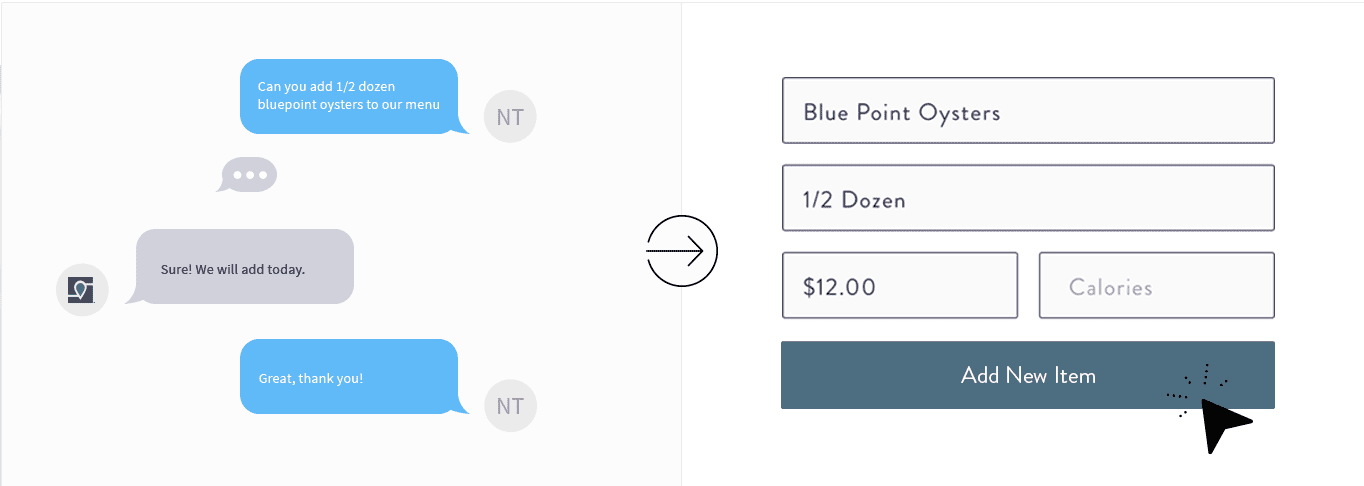 Can you add 1/2 dozen
bluepoint oysters to our menu
NT
Sure! We will add today.
Great, thank you!
NT
Blue Point Oysters
1/2 Dozen
$12.00
Calories
Add New Item